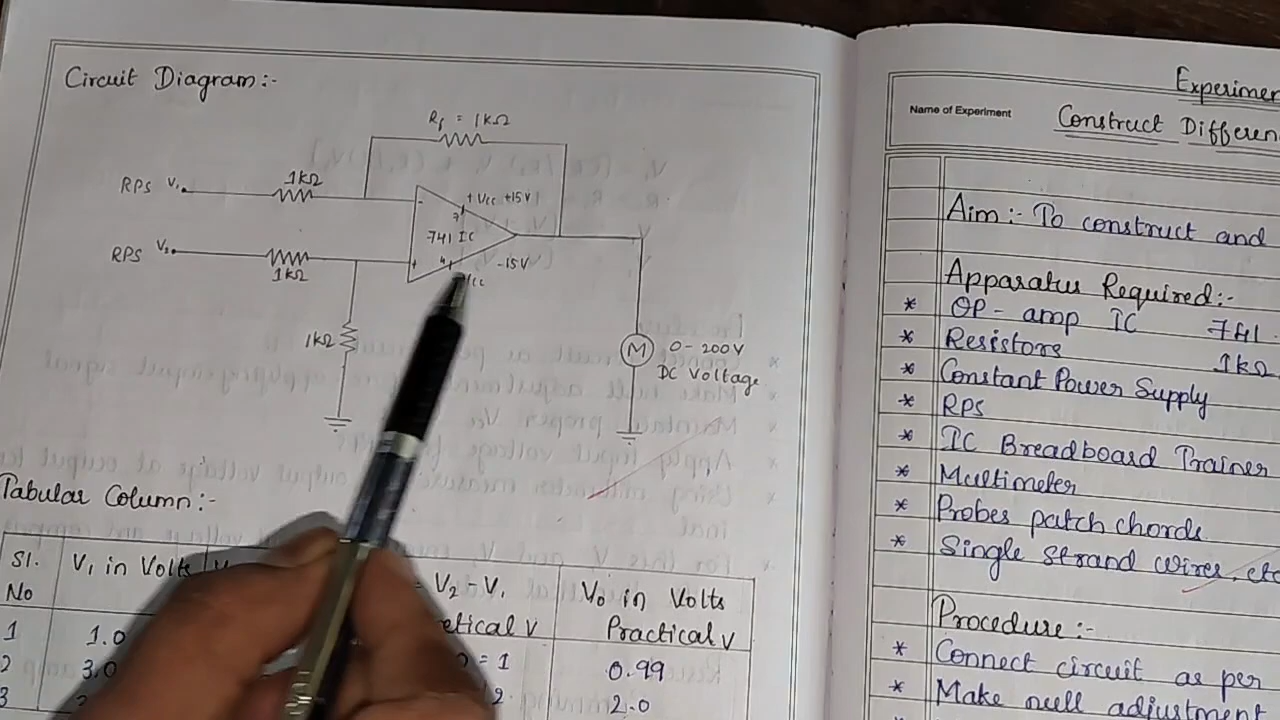 Circuit Diagram:-
Rf = 1kΩ
RPS V₁ 1kΩ
- + Vcc +15V
7
741 IC
RPS V₂ 1kΩ
+ 4 -15V
1kΩ
M 0-200V
DC Voltage
Tabular Column:-
Sl. No V₁ in Volts V₂ - V₁ V₀ in Volts
Practical V
1 1.0 = 1 0.99
2 3.0 2.0
3
Experimen
Name of Experiment Construct Differen
Aim:- To construct and
Apparatus Required:-
* OP-amp IC 741
* Resistors 1kΩ
* Constant Power Supply
* RPS
* IC Breadboard Trainer
* Multimeter
* Probes patch chords
* Single strand wires, etc
Procedure:-
* Connect circuit as per
* Make null adjustment